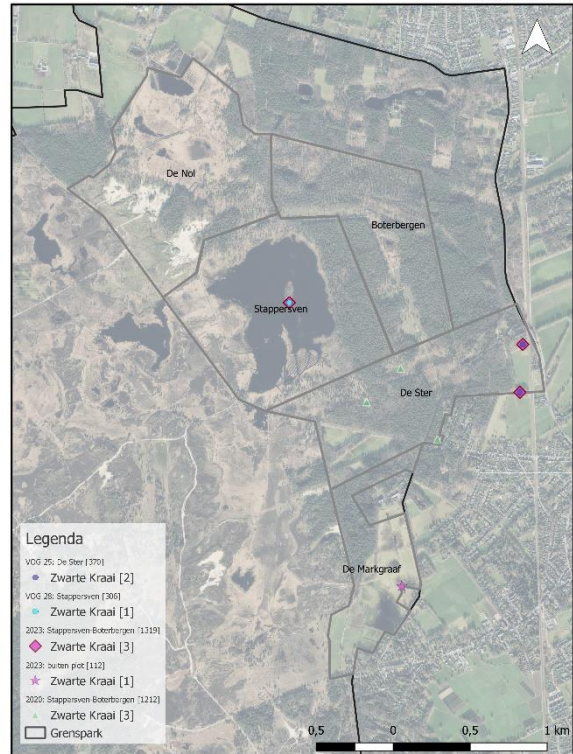 De Nol
Boterbergen
Stappersven
De Ster
De Markgraaf
Legenda
VOG 25: De Ster [370]
Zwarte Kraai [2]
VOG 28: Stappersven [306]
Zwarte Kraai [1]
2023: Stappersven-Boterbergen [1319]
Zwarte Kraai [3]
2023: buiten plot [112]
Zwarte Kraai [1]
2020: Stappersven-Boterbergen [1212]
Zwarte Kraai [3]
Grenspark
0,5 0 0,5 1 km